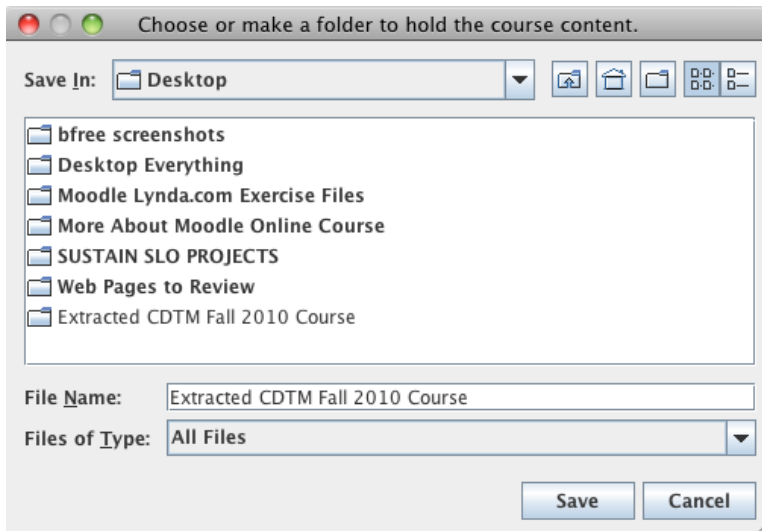 Choose or make a folder to hold the course content.
Save In: Desktop
bfree screenshots
Desktop Everything
Moodle Lynda.com Exercise Files
More About Moodle Online Course
SUSTAIN SLO PROJECTS
Web Pages to Review
Extracted CDTM Fall 2010 Course
File Name: Extracted CDTM Fall 2010 Course
Files of Type: All Files
Save Cancel